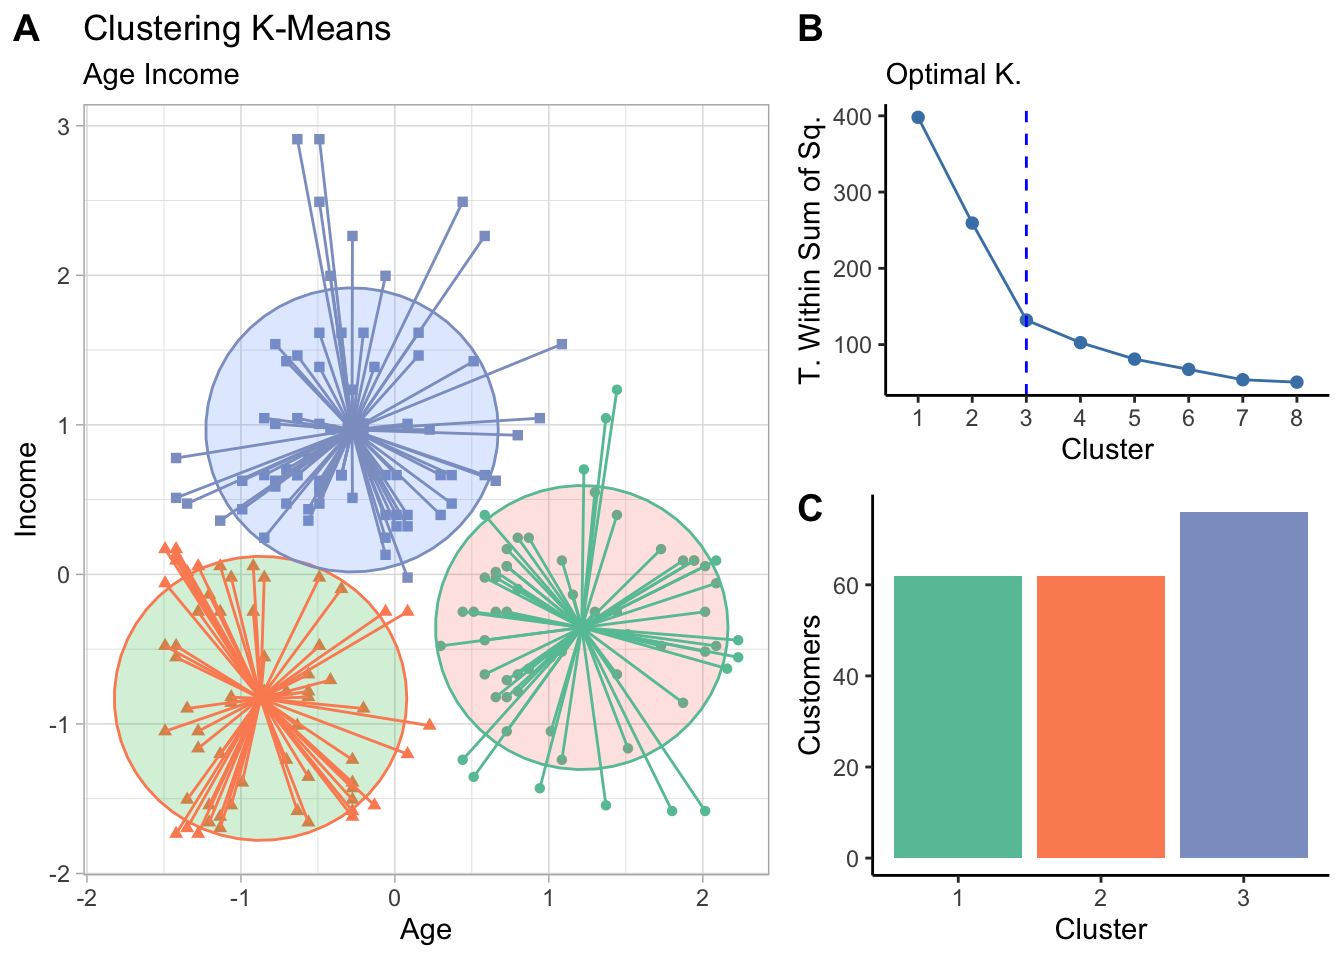 A
Clustering K-Means
Age Income
3
2
1
0
-1
-2
Income
-2 -1 0 1 2
Age
B
Optimal K.
400
300
200
100
T. Within Sum of Sq.
1 2 3 4 5 6 7 8
Cluster
C
60
40
20
0
Customers
1 2 3
Cluster